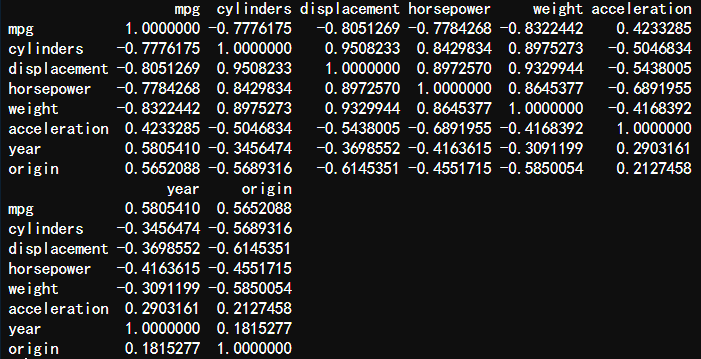 mpg cylinders displacement horsepower weight acceleration
mpg 1.0000000 -0.7776175 -0.8051269 -0.7784268 -0.8322442 0.4233285
cylinders -0.7776175 1.0000000 0.9508233 0.8429834 0.8975273 -0.5046834
displacement -0.8051269 0.9508233 1.0000000 0.8972570 0.9329944 -0.5438005
horsepower -0.7784268 0.8429834 0.8972570 1.0000000 0.8645377 -0.6891955
weight -0.8322442 0.8975273 0.9329944 0.8645377 1.0000000 -0.4168392
acceleration 0.4233285 -0.5046834 -0.5438005 -0.6891955 -0.4168392 1.0000000
year 0.5805410 -0.3456474 -0.3698552 -0.4163615 -0.3091199 0.2903161
origin 0.5652088 -0.5689316 -0.6145351 -0.4551715 -0.5850054 0.2127458
year origin
mpg 0.5805410 0.5652088
cylinders -0.3456474 -0.5689316
displacement -0.3698552 -0.6145351
horsepower -0.4163615 -0.4551715
weight -0.3091199 -0.5850054
acceleration 0.2903161 0.2127458
year 1.0000000 0.1815277
origin 0.1815277 1.0000000